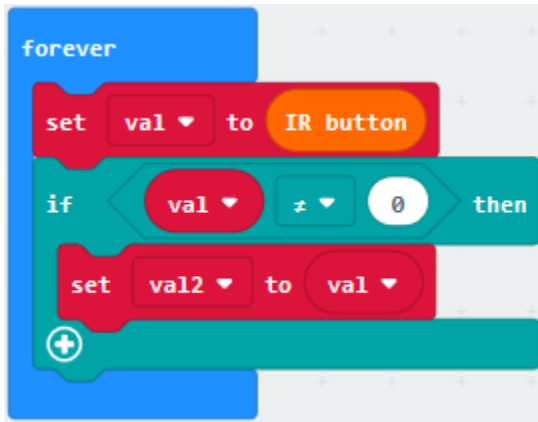 forever
set val to IR button
if val ≠ 0 then
set val2 to val